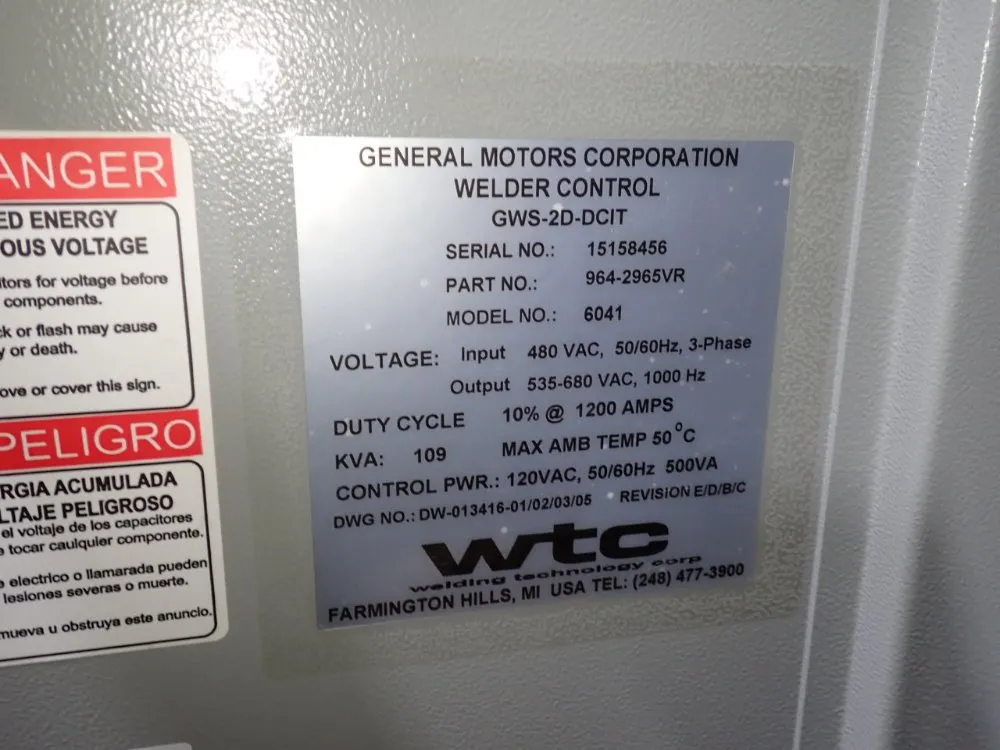 ANGER
ED ENERGY
OUS VOLTAGE
itors for voltage before
components.
ck or flash may cause
y or death.
ove or cover this sign.
PELIGRO
RGIA ACUMULADA
LTAJE PELIGROSO
el voltaje de los capacitores
tocar caulquier componente.
electrico o llamarada pueden
lesiones severas o muerte.
mueva u obstruya este anuncio.
GENERAL MOTORS CORPORATION
WELDER CONTROL
GWS-2D-DCIT
SERIAL NO.: 15158456
PART NO.: 964-2965VR
MODEL NO.: 6041
VOLTAGE: Input 480 VAC, 50/60Hz, 3-Phase
Output 535-680 VAC, 1000 Hz
DUTY CYCLE 10% @ 1200 AMPS
KVA: 109 MAX AMB TEMP 50 °C
CONTROL PWR.: 120VAC, 50/60Hz 500VA
DWG NO.: DW-013416-01/02/03/05 REVISION E/D/B/C
wtc
welding technology corp
FARMINGTON HILLS, MI USA TEL: (248) 477-3900